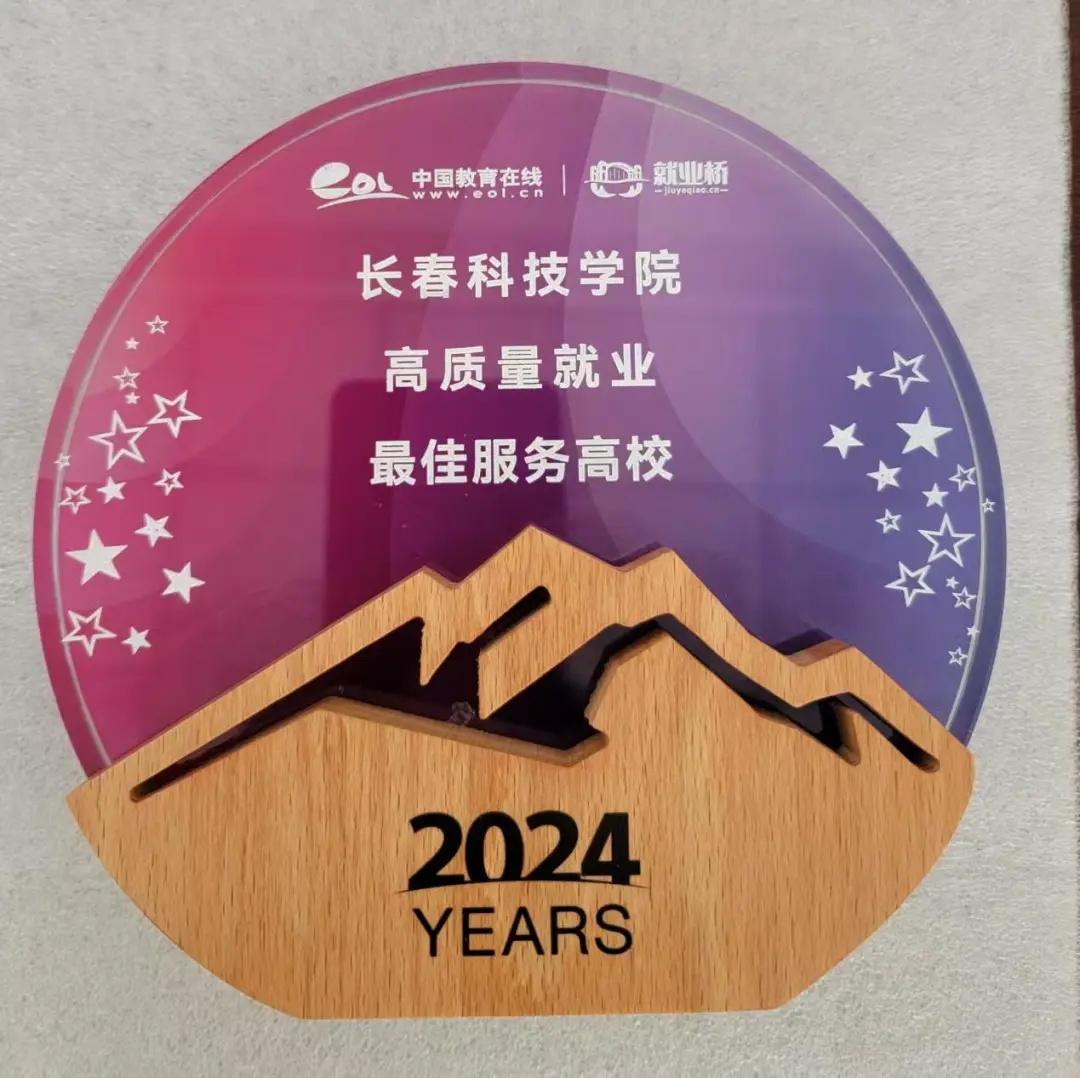 eol 中国教育在线 | 就业桥
www.eol.cn jiuyeqiao.cn
长春科技学院
高质量就业
最佳服务高校
2024
YEARS